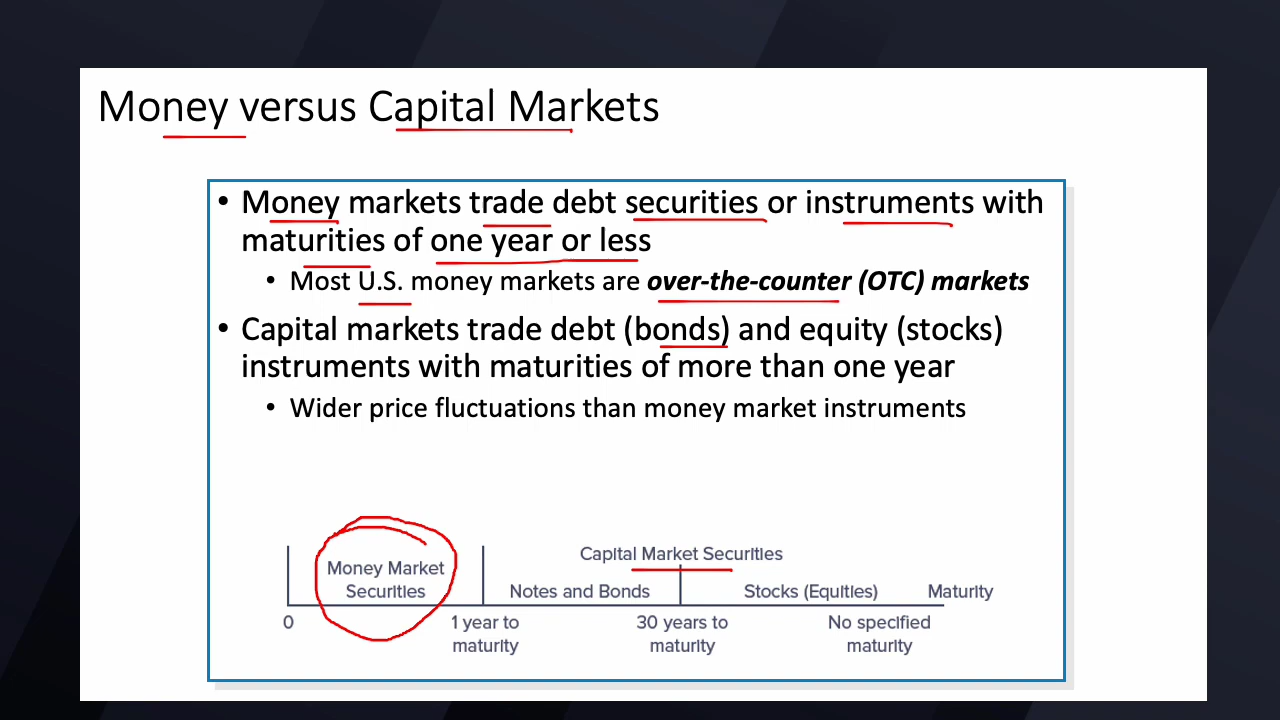 Money versus Capital Markets
• Money markets trade debt securities or instruments with
maturities of one year or less
• Most U.S. money markets are over-the-counter (OTC) markets
• Capital markets trade debt (bonds) and equity (stocks)
instruments with maturities of more than one year
• Wider price fluctuations than money market instruments
Capital Market Securities
Money Market
Securities
Notes and Bonds
Stocks (Equities)
Maturity
0
1 year to
maturity
30 years to
maturity
No specified
maturity